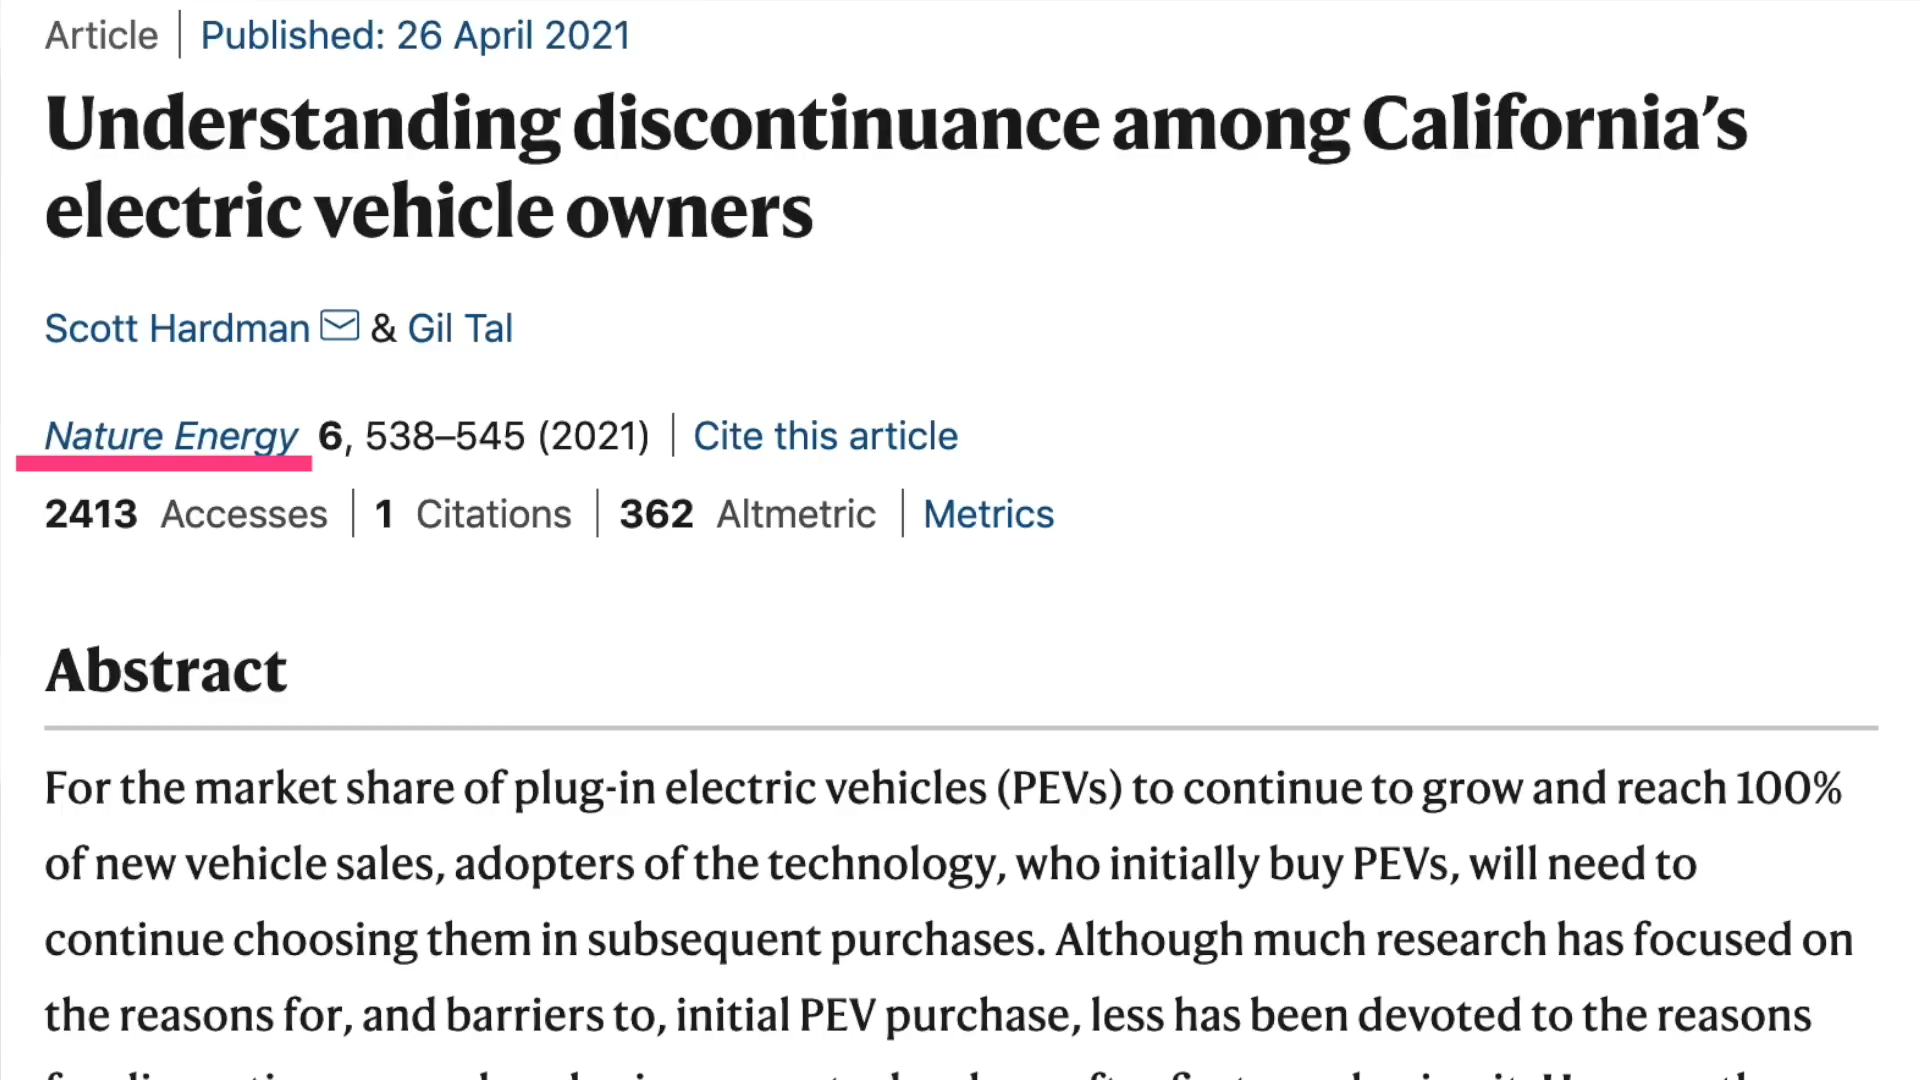 Article | Published: 26 April 2021
Understanding discontinuance among California’s
electric vehicle owners
Scott Hardman & Gil Tal
Nature Energy 6, 538–545 (2021) | Cite this article
2413 Accesses | 1 Citations | 362 Altmetric | Metrics
Abstract
For the market share of plug-in electric vehicles (PEVs) to continue to grow and reach 100%
of new vehicle sales, adopters of the technology, who initially buy PEVs, will need to
continue choosing them in subsequent purchases. Although much research has focused on
the reasons for, and barriers to, initial PEV purchase, less has been devoted to the reasons